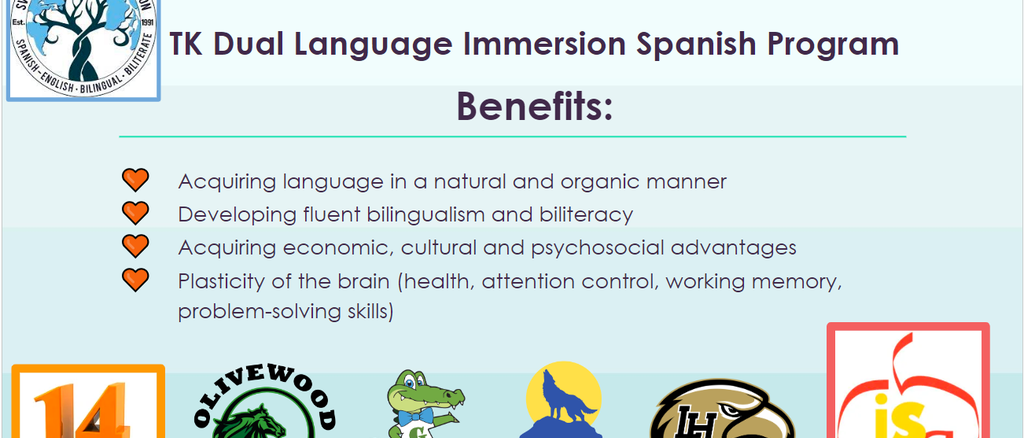 Est. 1991
SPANISH - ENGLISH · BILINGUAL · BILITERATE
TK Dual Language Immersion Spanish Program
Benefits:
Acquiring language in a natural and organic manner
Developing fluent bilingualism and biliteracy
Acquiring economic, cultural and psychosocial advantages
Plasticity of the brain (health, attention control, working memory,
problem-solving skills)
14
OLIVEWOOD
G
LH
is